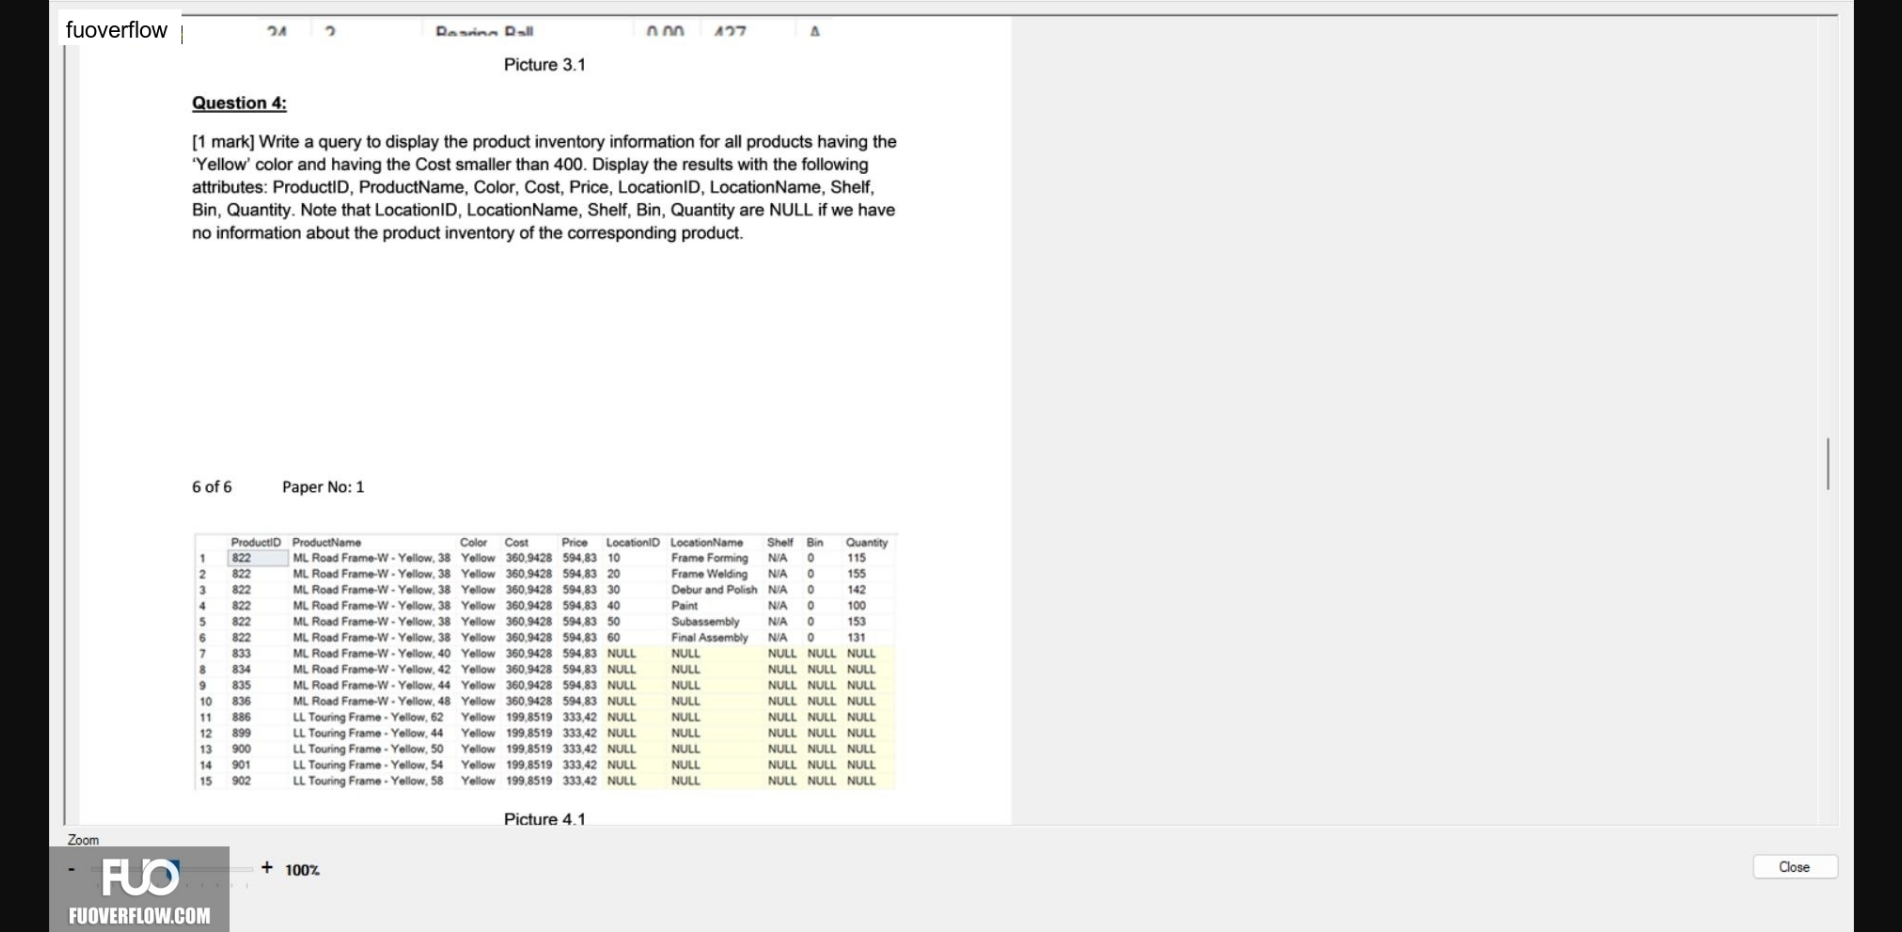 fuoverflow
24 2 Bearing Ball 0.00 427 A
Picture 3.1
Question 4:
[1 mark] Write a query to display the product inventory information for all products having the
‘Yellow’ color and having the Cost smaller than 400. Display the results with the following
attributes: ProductID, ProductName, Color, Cost, Price, LocationID, LocationName, Shelf,
Bin, Quantity. Note that LocationID, LocationName, Shelf, Bin, Quantity are NULL if we have
no information about the product inventory of the corresponding product.
6 of 6 Paper No: 1
ProductID ProductName Color Cost Price LocationID LocationName Shelf Bin Quantity
1 822 ML Road Frame-W - Yellow, 38 Yellow 360,9428 594,83 10 Frame Forming N/A 0 115
2 822 ML Road Frame-W - Yellow, 38 Yellow 360,9428 594,83 20 Frame Welding N/A 0 155
3 822 ML Road Frame-W - Yellow, 38 Yellow 360,9428 594,83 30 Debur and Polish N/A 0 142
4 822 ML Road Frame-W - Yellow, 38 Yellow 360,9428 594,83 40 Paint N/A 0 100
5 822 ML Road Frame-W - Yellow, 38 Yellow 360,9428 594,83 50 Subassembly N/A 0 153
6 822 ML Road Frame-W - Yellow, 38 Yellow 360,9428 594,83 60 Final Assembly N/A 0 131
7 833 ML Road Frame-W - Yellow, 40 Yellow 360,9428 594,83 NULL NULL NULL NULL NULL
8 834 ML Road Frame-W - Yellow, 42 Yellow 360,9428 594,83 NULL NULL NULL NULL NULL
9 835 ML Road Frame-W - Yellow, 44 Yellow 360,9428 594,83 NULL NULL NULL NULL NULL
10 836 ML Road Frame-W - Yellow, 48 Yellow 360,9428 594,83 NULL NULL NULL NULL NULL
11 886 LL Touring Frame - Yellow, 62 Yellow 199,8519 333,42 NULL NULL NULL NULL NULL
12 899 LL Touring Frame - Yellow, 44 Yellow 199,8519 333,42 NULL NULL NULL NULL NULL
13 900 LL Touring Frame - Yellow, 50 Yellow 199,8519 333,42 NULL NULL NULL NULL NULL
14 901 LL Touring Frame - Yellow, 54 Yellow 199,8519 333,42 NULL NULL NULL NULL NULL
15 902 LL Touring Frame - Yellow, 58 Yellow 199,8519 333,42 NULL NULL NULL NULL NULL
Picture 4.1
Zoom
- + 100%
Close
FUO
FUOVERFLOW.COM